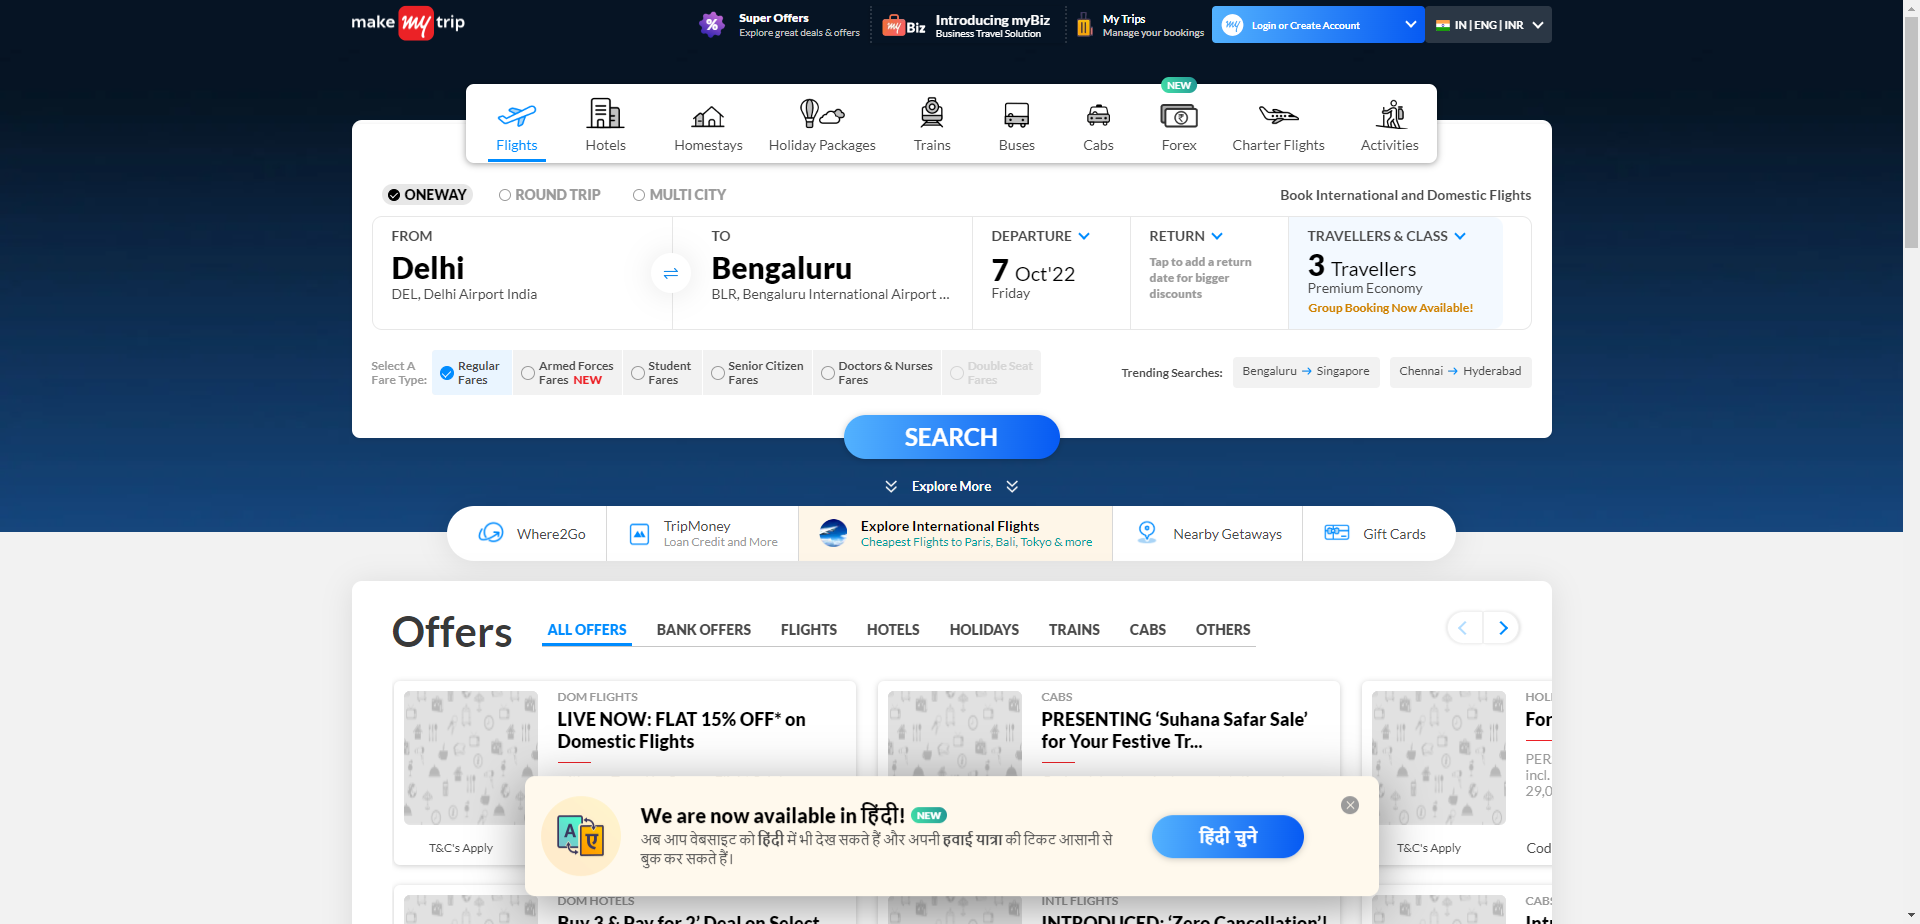 make my trip
%
Super Offers
Explore great deals & offers
my Biz
Introducing myBiz
Business Travel Solution
My Trips
Manage your bookings
my
Login or Create Account
IN | ENG | INR
NEW
Flights
Hotels
Homestays
Holiday Packages
Trains
Buses
Cabs
Forex
Charter Flights
Activities
ONEWAY
ROUND TRIP
MULTI CITY
Book International and Domestic Flights
FROM
Delhi
DEL, Delhi Airport India
TO
Bengaluru
BLR, Bengaluru International Airport ...
DEPARTURE
7 Oct'22
Friday
RETURN
Tap to add a return
date for bigger
discounts
TRAVELLERS & CLASS
3 Travellers
Premium Economy
Group Booking Now Available!
Select A
Fare Type:
Regular
Fares
Armed Forces
Fares NEW
Student
Fares
Senior Citizen
Fares
Doctors & Nurses
Fares
Double Seat
Fares
Trending Searches:
Bengaluru → Singapore
Chennai → Hyderabad
SEARCH
Explore More
Where2Go
TripMoney
Loan Credit and More
Explore International Flights
Cheapest Flights to Paris, Bali, Tokyo & more
Nearby Getaways
Gift Cards
Offers
ALL OFFERS
BANK OFFERS
FLIGHTS
HOTELS
HOLIDAYS
TRAINS
CABS
OTHERS
DOM FLIGHTS
LIVE NOW: FLAT 15% OFF* on
Domestic Flights
T&C's Apply
CABS
PRESENTING ‘Suhana Safar Sale’
for Your Festive Tr...
HOLI
For
PER
incl.
29,0
T&C's Apply
Cod
We are now available in हिंदी! NEW
अब आप वेबसाइट को हिंदी में भी देख सकते हैं और अपनी हवाई यात्रा की टिकट आसानी से
बुक कर सकते हैं।
हिंदी चुने
A
ए
DOM HOTELS
Buy 3 & Pay for 2’ Deal on Select
INTL FLIGHTS
INTRODUCED: ‘Zero Cancellation’!
CABS